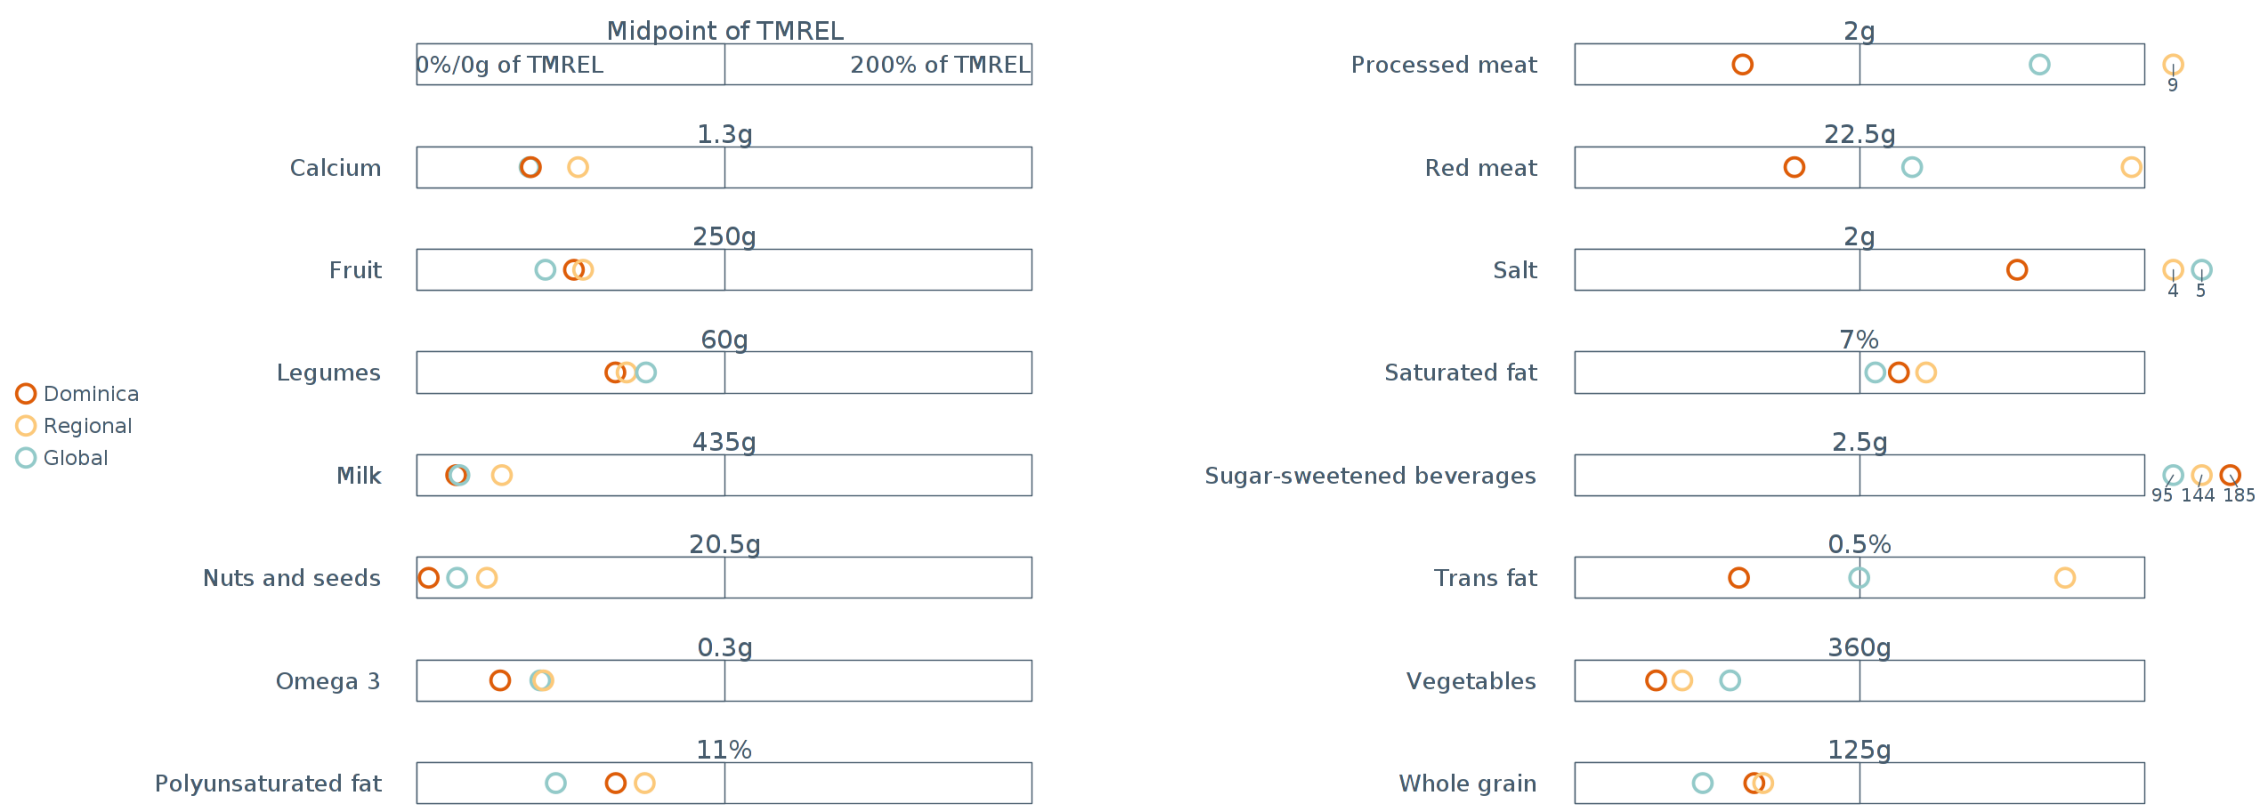 Midpoint of TMREL
0%/0g of TMREL
200% of TMREL
1.3g
Calcium
250g
Fruit
60g
Legumes
435g
Milk
20.5g
Nuts and seeds
0.3g
Omega 3
11%
Polyunsaturated fat
Dominica
Regional
Global
2g
Processed meat
9
22.5g
Red meat
2g
Salt
4 5
7%
Saturated fat
2.5g
Sugar-sweetened beverages
95 144 185
0.5%
Trans fat
360g
Vegetables
125g
Whole grain